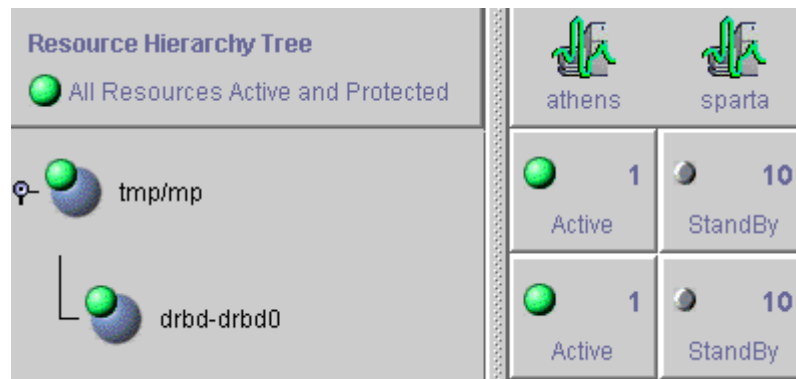 Resource Hierarchy Tree
All Resources Active and Protected
athens
sparta
tmp/mp
1
Active
10
StandBy
drbd-drbd0
1
Active
10
StandBy